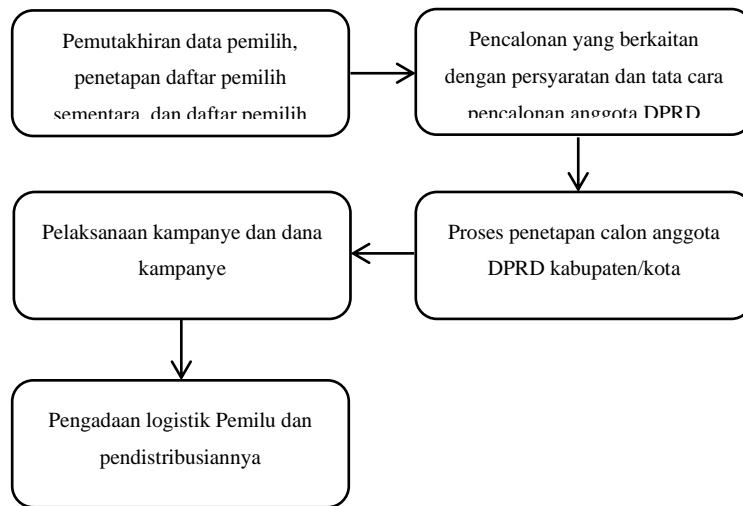 Pemutakhiran data pemilih,
penetapan daftar pemilih
sementara, dan daftar pemilih
Pencalonan yang berkaitan
dengan persyaratan dan tata cara
pencalonan anggota DPRD
Proses penetapan calon anggota
DPRD kabupaten/kota
Pelaksanaan kampanye dan dana
kampanye
Pengadaan logistik Pemilu dan
pendistribusiannya